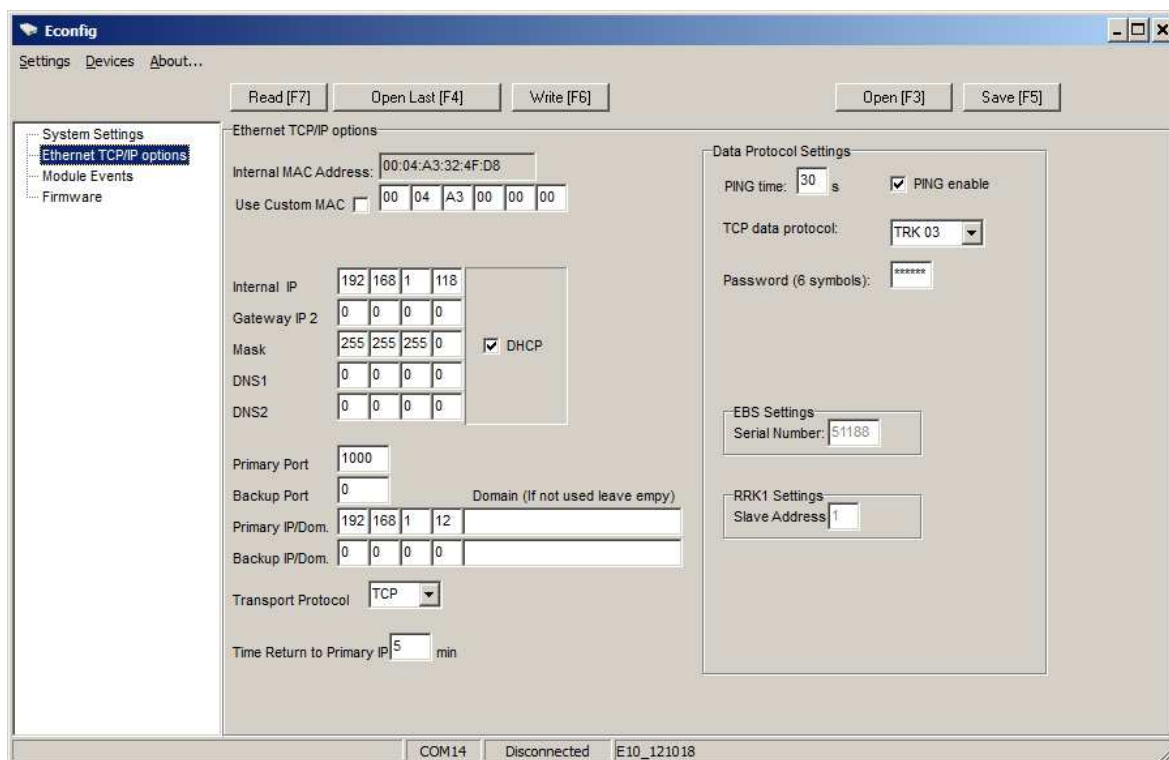 Econfig
Settings Devices About...
Read [F7] Open Last [F4] Write [F6] Open [F3] Save [F5]
System Settings
Ethernet TCP/IP options
Module Events
Firmware
Ethernet TCP/IP options
Internal MAC Address: 00:04:A3:32:4F:D8
Use Custom MAC 00 04 A3 00 00 00
Internal IP 192 168 1 118
Gateway IP 2 0 0 0 0
Mask 255 255 255 0
DHCP
DNS1 0 0 0 0
DNS2 0 0 0 0
Primary Port 1000
Backup Port 0
Domain (If not used leave empy)
Primary IP/Dom. 192 168 1 12
Backup IP/Dom. 0 0 0 0
Transport Protocol TCP
Time Return to Primary IP 5 min
Data Protocol Settings
PING time: 30 s PING enable
TCP data protocol: TRK 03
Password (6 symbols): ******
EBS Settings
Serial Number: 51188
RRK1 Settings
Slave Address 1
COM14 Disconnected E10_121018